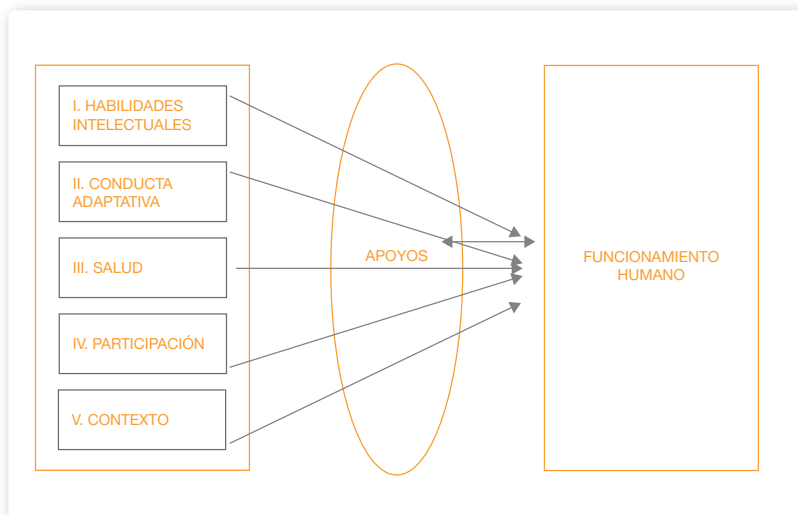 I. HABILIDADES
INTELECTUALES
II. CONDUCTA
ADAPTATIVA
III. SALUD
IV. PARTICIPACIÓN
V. CONTEXTO
APOYOS
FUNCIONAMIENTO
HUMANO